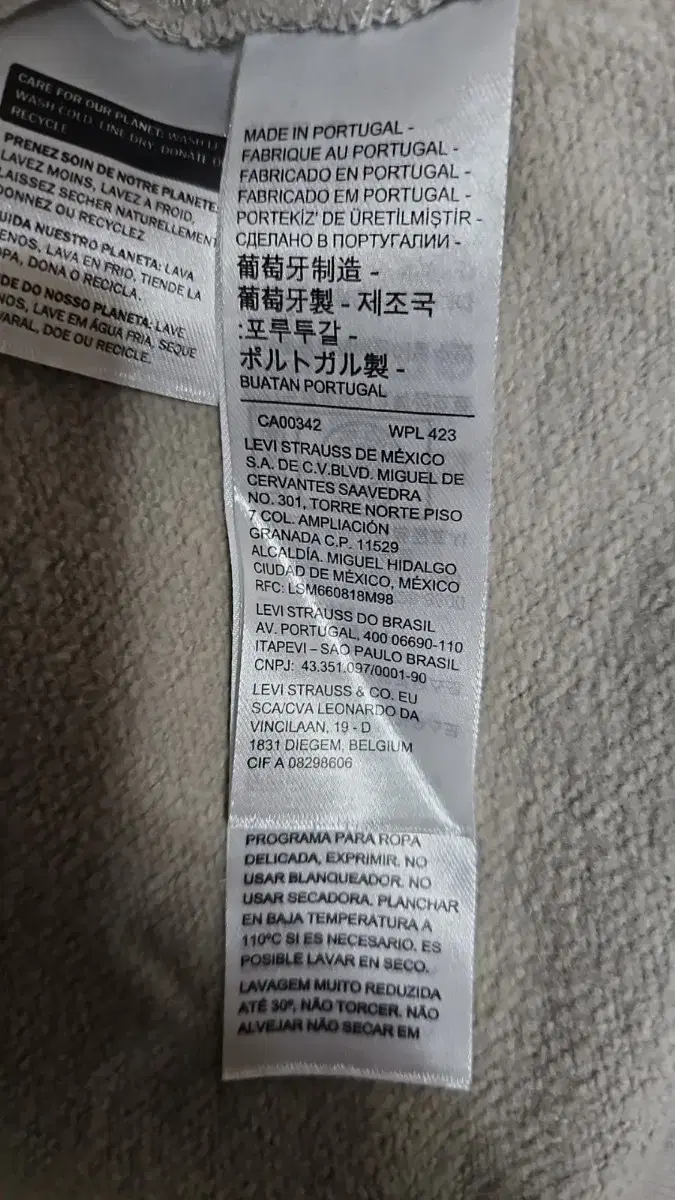 CARE FOR OUR PLANET: WASH
WASH COLD, LINE DRY, DONATE O
RECYCLE
PRENEZ SOIN DE NOTRE PLANETE:
LAVEZ MOINS, LAVEZ A FROID,
LAISSEZ SECHER NATURELLEMENT
DONNEZ OU RECYCLEZ
UIDA NUESTRO PLANETA: LAVA
ENOS, LAVA EN FRIO, TIENDE LA
OPA, DONA O RECICLA.
DE DO NOSSO PLANETA: LAVE
NOS, LAVE EM ÁGUA FRIA, SEQUE
VARAL, DOE OU RECICLE.
MADE IN PORTUGAL -
FABRIQUE AU PORTUGAL -
FABRICADO EN PORTUGAL -
FABRICADO EM PORTUGAL -
PORTEKİZ' DE ÜRETİLMİŞTİR -
СДЕЛАНО В ПОРТУГАЛИИ -
葡萄牙制造 -
葡萄牙製 - 제조국
:포루투갈 -
ポルトガル製 -
BUATAN PORTUGAL
CA00342 WPL 423
LEVI STRAUSS DE MÉXICO
S.A. DE C.V.BLVD. MIGUEL DE
CERVANTES SAAVEDRA
NO. 301, TORRE NORTE PISO
7 COL. AMPLIACIÓN
GRANADA C.P. 11529
ALCALDÍA. MIGUEL HIDALGO
CIUDAD DE MÉXICO, MÉXICO
RFC: LSM660818M98
LEVI STRAUSS DO BRASIL
AV. PORTUGAL, 400 06690-110
ITAPEVI – SAO PAULO BRASIL
CNPJ: 43.351.097/0001-90
LEVI STRAUSS & CO. EU
SCA/CVA LEONARDO DA
VINCILAAN, 19 - D
1831 DIEGEM, BELGIUM
CIF A 08298606
PROGRAMA PARA ROPA
DELICADA, EXPRIMIR. NO
USAR BLANQUEADOR. NO
USAR SECADORA. PLANCHAR
EN BAJA TEMPERATURA A
110ºC SI ES NECESARIO. ES
POSIBLE LAVAR EN SECO.
LAVAGEM MUITO REDUZIDA
ATÉ 30º, NÃO TORCER. NÃO
ALVEJAR NÃO SECAR EM